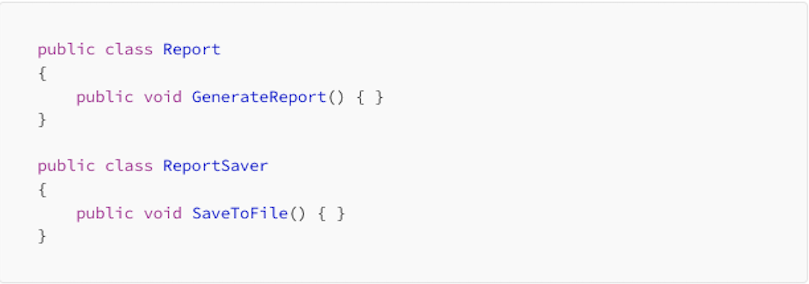 public class Report
{
    public void GenerateReport() { }
}
public class ReportSaver
{
    public void SaveToFile() { }
}